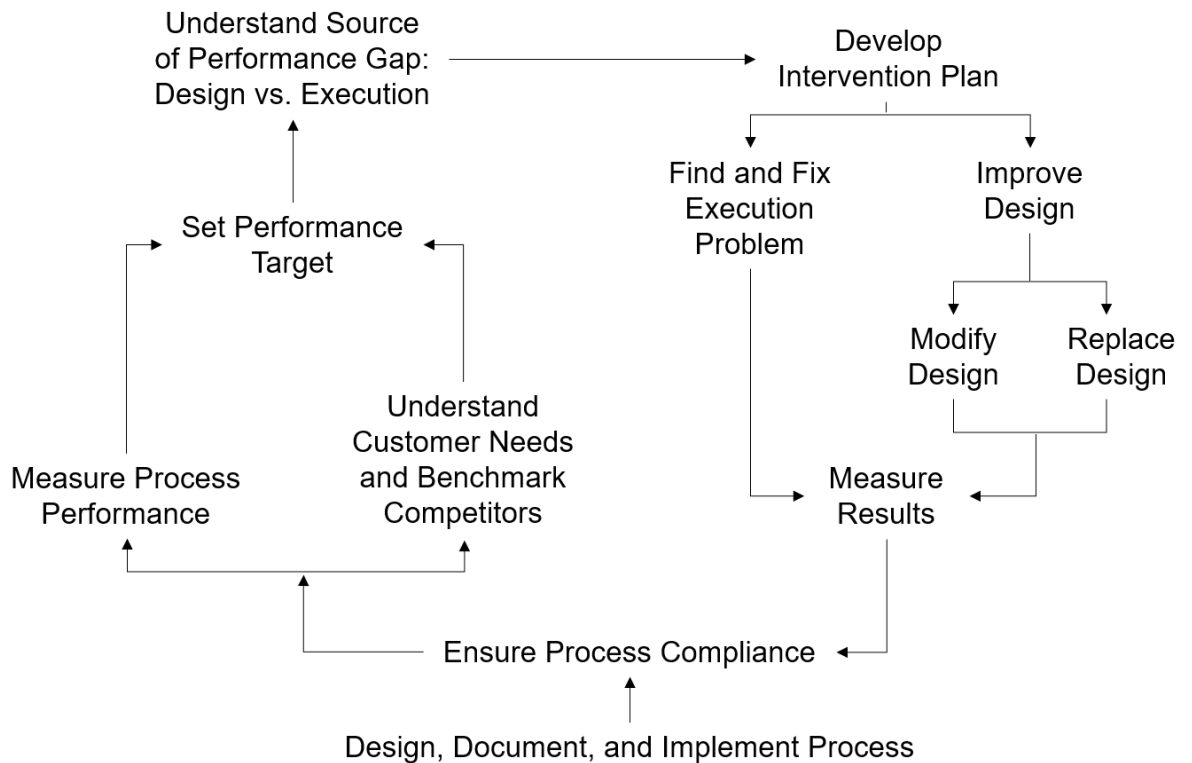 Understand Source
of Performance Gap:
Design vs. Execution
Develop
Intervention Plan
Find and Fix
Execution
Problem
Improve
Design
Set Performance
Target
Modify
Design
Replace
Design
Understand
Customer Needs
and Benchmark
Competitors
Measure Process
Performance
Measure
Results
Ensure Process Compliance
Design, Document, and Implement Process